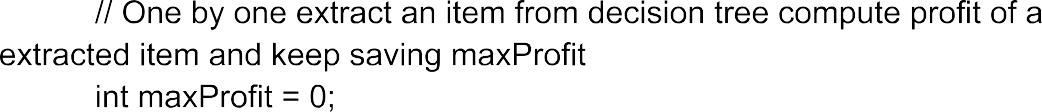 // One by one extract an item from decision tree compute profit of a
extracted item and keep saving maxProfit
int maxProfit = 0;